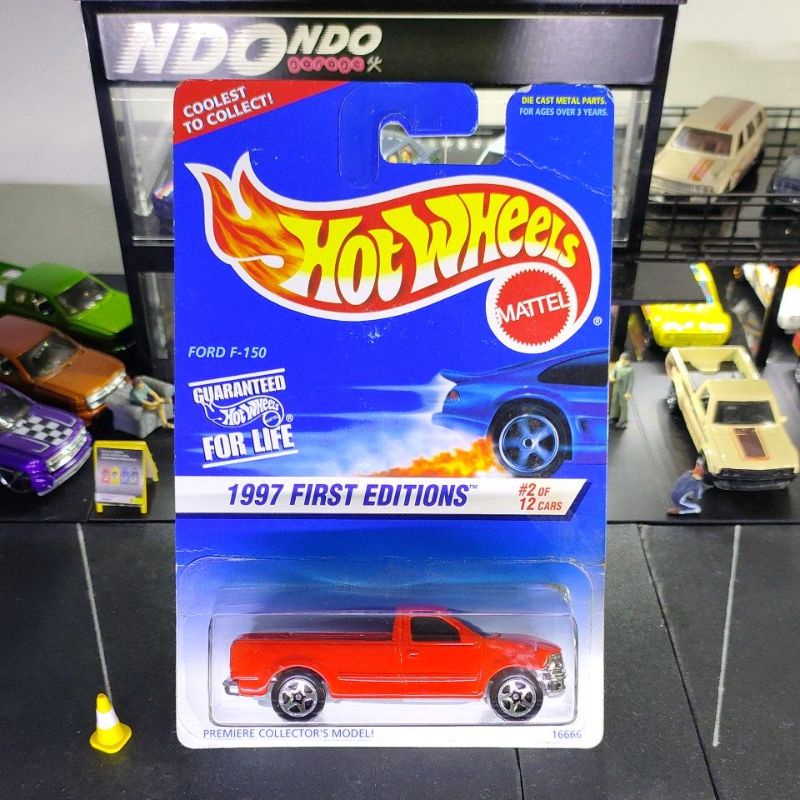 NDO NDO
garage
COOLEST
TO COLLECT!
DIE CAST METAL PARTS.
FOR AGES OVER 3 YEARS.
HOT WHEELS
MATTEL
®
FORD F-150
GUARANTEED
HOT WHEELS ®
FOR LIFE
1997 FIRST EDITIONS™
#2 OF
12 CARS
PREMIERE COLLECTOR'S MODEL!
16666